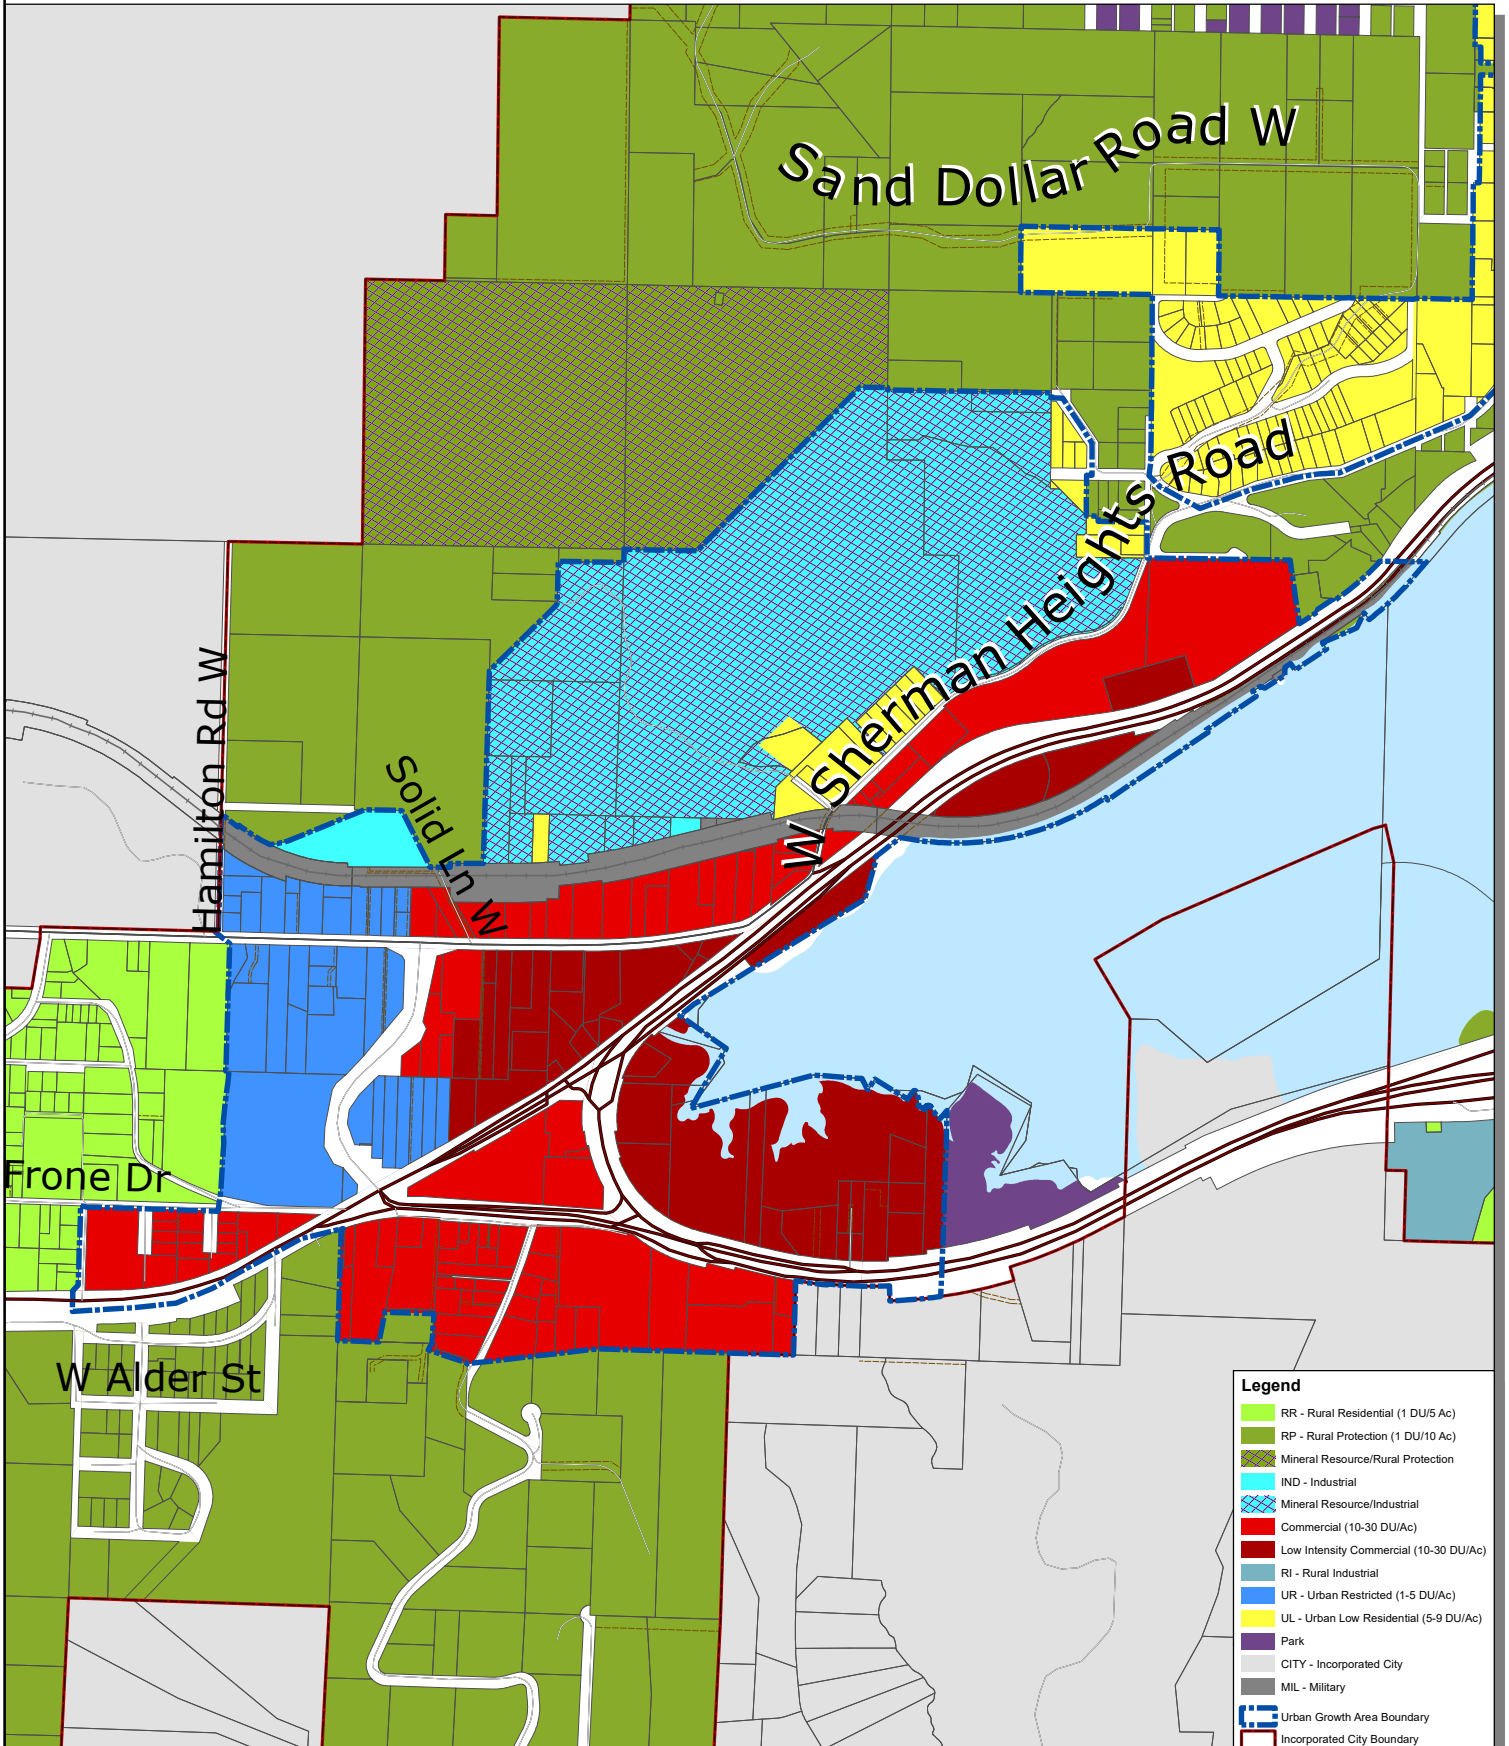 Sand Dollar Road W
W Sherman Heights Road
Hamilton Rd W
Solid Ln W
Frone Dr
W Alder St
Legend
RR - Rural Residential (1 DU/5 Ac)
RP - Rural Protection (1 DU/10 Ac)
Mineral Resource/Rural Protection
IND - Industrial
Mineral Resource/Industrial
Commercial (10-30 DU/Ac)
Low Intensity Commercial (10-30 DU/Ac)
RI - Rural Industrial
UR - Urban Restricted (1-5 DU/Ac)
UL - Urban Low Residential (5-9 DU/Ac)
Park
CITY - Incorporated City
MIL - Military
Urban Growth Area Boundary
Incorporated City Boundary